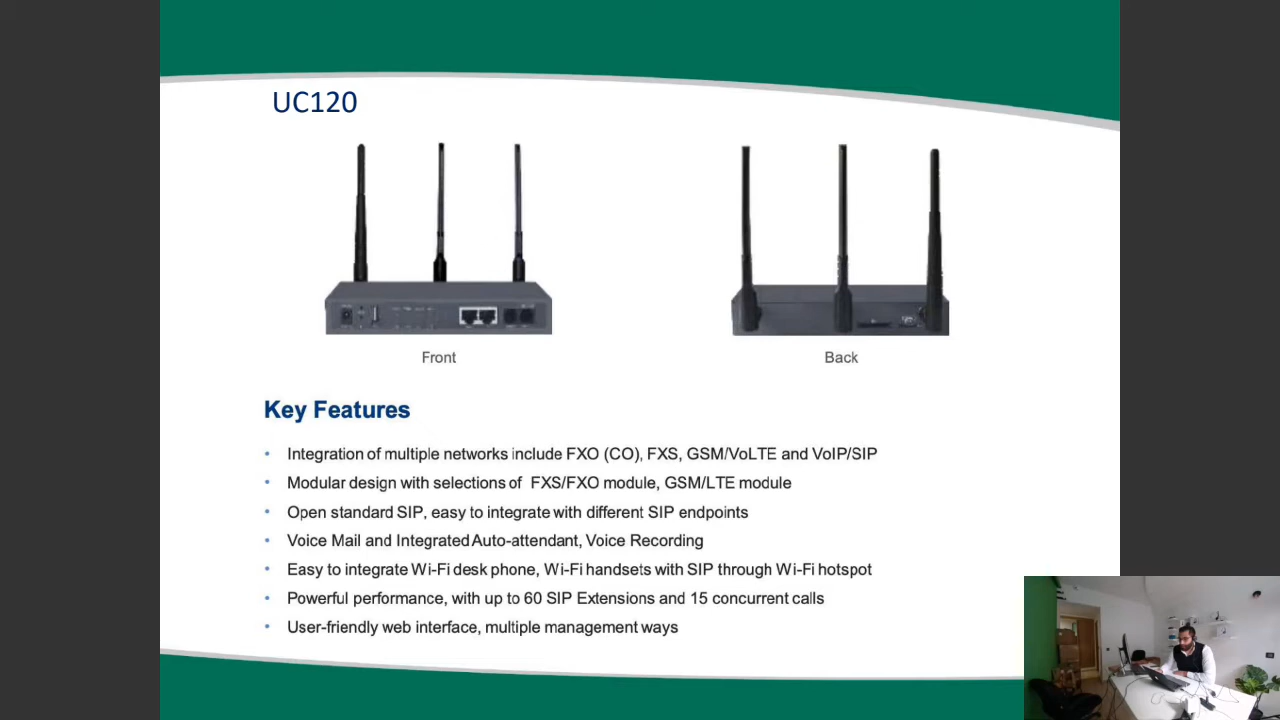 UC120
Front
Back
Key Features
• Integration of multiple networks include FXO (CO), FXS, GSM/VoLTE and VoIP/SIP
• Modular design with selections of FXS/FXO module, GSM/LTE module
• Open standard SIP, easy to integrate with different SIP endpoints
• Voice Mail and Integrated Auto-attendant, Voice Recording
• Easy to integrate Wi-Fi desk phone, Wi-Fi handsets with SIP through Wi-Fi hotspot
• Powerful performance, with up to 60 SIP Extensions and 15 concurrent calls
• User-friendly web interface, multiple management ways